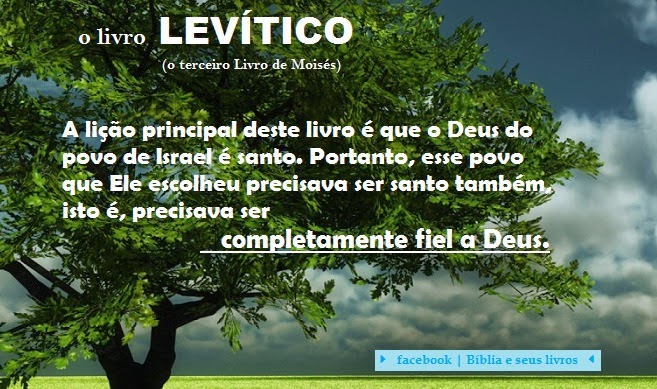 o livro LEVÍTICO
(o terceiro Livro de Moisés)
A lição principal deste livro é que o Deus do
povo de Israel é santo. Portanto, esse povo
que Ele escolheu precisava ser santo também,
isto é, precisava ser
completamente fiel a Deus.
facebook | Bíblia e seus livros